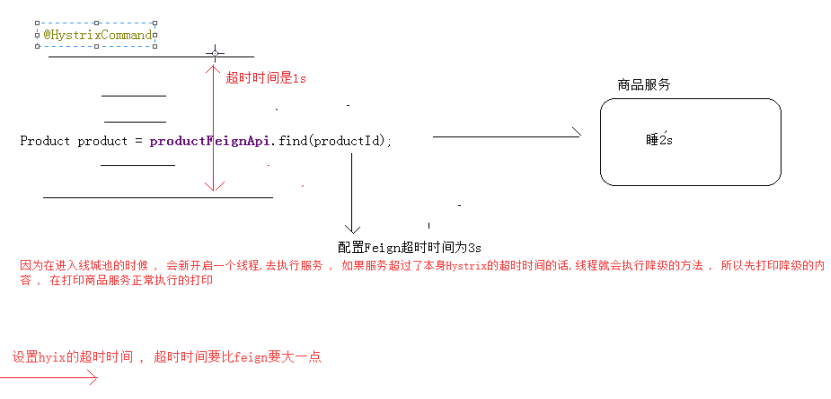 @HystrixCommand
超时时间是1s
商品服务
Product product = productFeignApi.find(productId);
睡2s
配置Feign超时时间为3s
因为在进入线城池的时候 ， 会新开启一个线程,去执行服务 ， 如果服务超过了本身Hystrix的超时时间的话,线程就会执行降级的方法 ， 所以先打印降级的内
容 ， 在打印商品服务正常执行的打印
设置hyix的超时时间 ， 超时时间要比feign要大一点